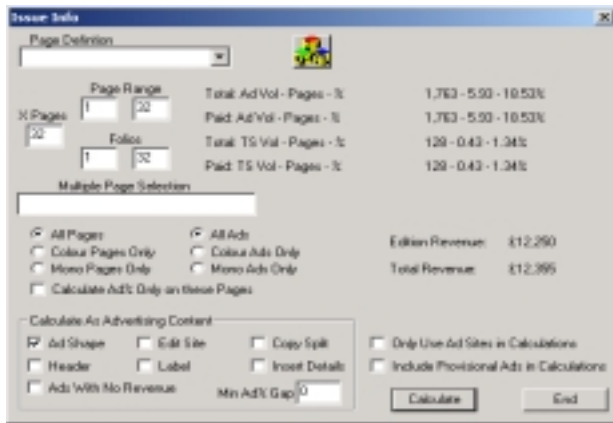 Issue Info
Page Definition
Page Range
% Pages
1 32
32
Folios
1 32
Total: Ad Vol - Pages - % 1,763 - 5.93 - 18.53%
Paid: Ad Vol - Pages - % 1,763 - 5.93 - 18.53%
Total: TS Vol - Pages - % 128 - 0.43 - 1.34%
Paid: TS Vol - Pages - % 128 - 0.43 - 1.34%
Multiple Page Selection
All Pages All Ads
Colour Pages Only Colour Ads Only
Mono Pages Only Mono Ads Only
Calculate Ad% Only on these Pages
Edition Revenue: £12,250
Total Revenue: £12,355
Calculate As Advertising Content
Ad Shape Edit Site Copy Split
Header Label Insert Details
Ads With No Revenue Min Ad% Gap 0
Only Use Ad Sites in Calculations
Include Provisional Ads in Calculations
Calculate End